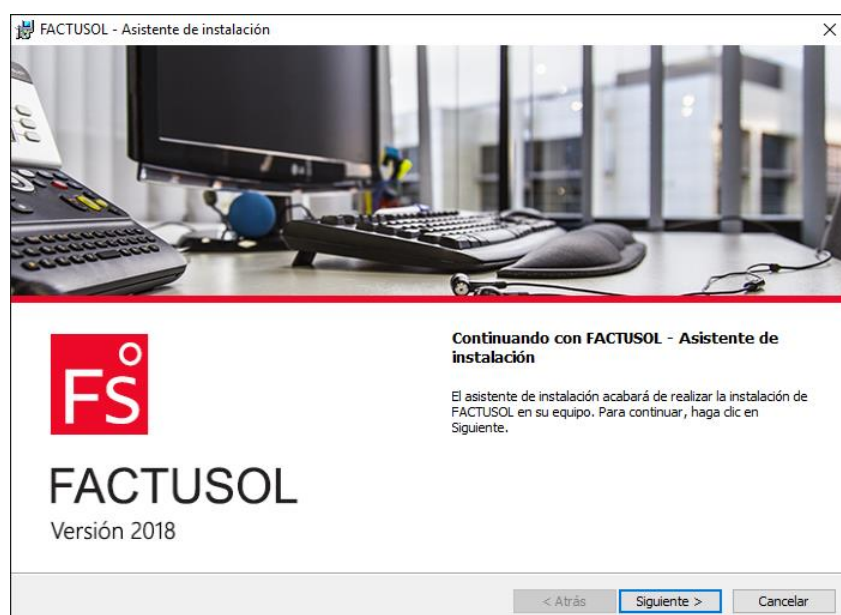 FACTUSOL - Asistente de instalación
Continuando con FACTUSOL - Asistente de
instalación
El asistente de instalación acabará de realizar la instalación de
FACTUSOL en su equipo. Para continuar, haga clic en
Siguiente.
FS
FACTUSOL
Versión 2018
< Atrás
Siguiente >
Cancelar